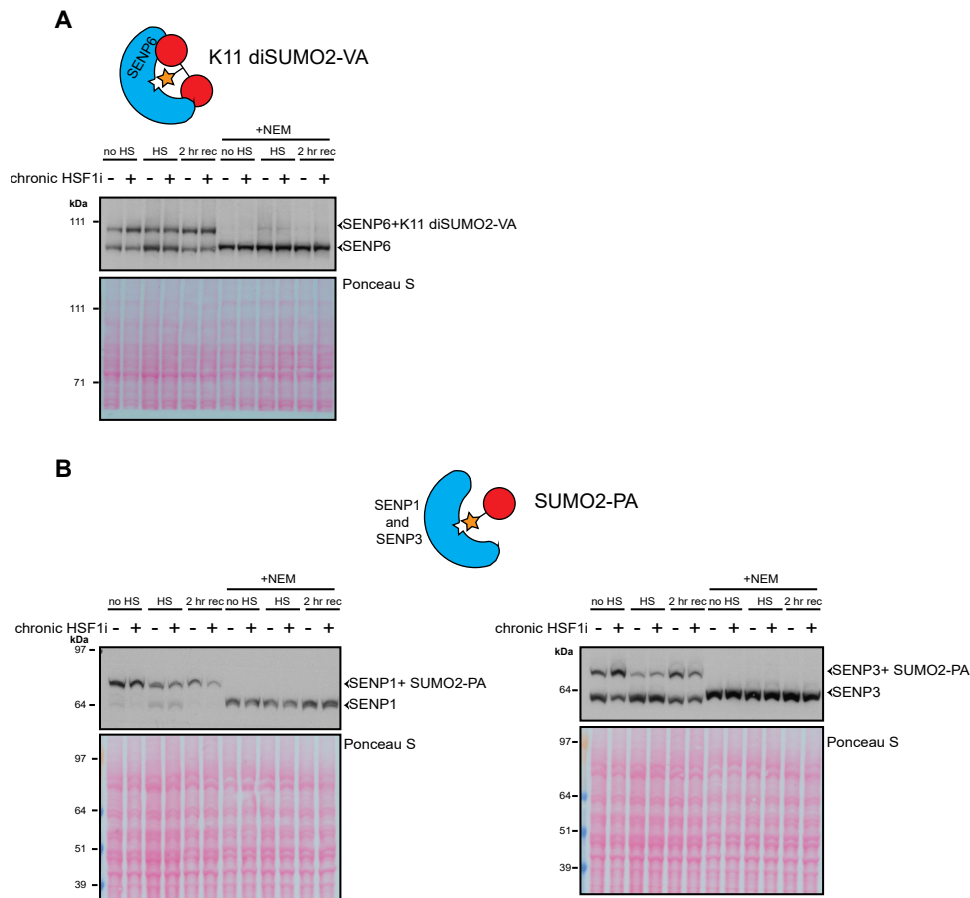 A
SENP6
K11 diSUMO2-VA
+NEM
no HS HS 2 hr rec no HS HS 2 hr rec
chronic HSF1i - + - + - + - + - + - +
kDa
111
SENP6+K11 diSUMO2-VA
SENP6
Ponceau S
111
71
B
SENP1
and
SENP3
SUMO2-PA
+NEM
no HS HS 2 hr rec no HS HS 2 hr rec
chronic HSF1i - + - + - + - + - + - +
kDa
97
SENP1+ SUMO2-PA
64
SENP1
Ponceau S
97
64
51
39
+NEM
no HS HS 2 hr rec no HS HS 2 hr rec
chronic HSF1i - + - + - + - + - + - +
kDa
SENP3+ SUMO2-PA
64
SENP3
Ponceau S
97
64
51
39